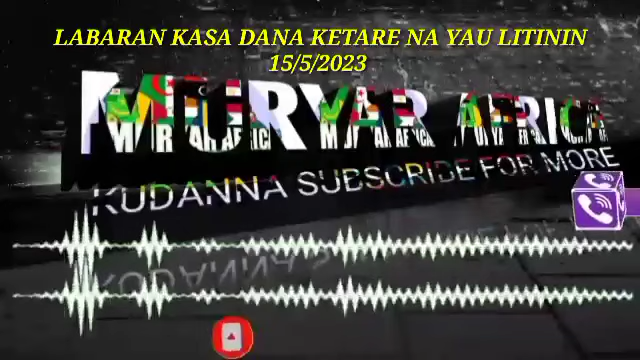 LABARAN KASA DANA KETARE NA YAU LITININ
15/5/2023
MURYAR AFRICA
KUDANNA SUBSCRIBE FOR MORE